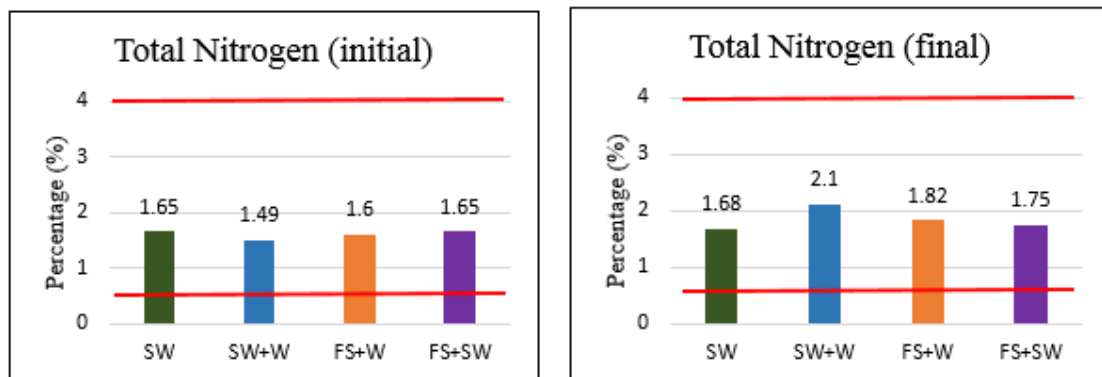 Total Nitrogen (initial)
Percentage (%)
4
3
2
1
0
1.65
1.49
1.6
1.65
SW
SW+W
FS+W
FS+SW
Total Nitrogen (final)
Percentage (%)
4
3
2
1
0
1.68
2.1
1.82
1.75
SW
SW+W
FS+W
FS+SW